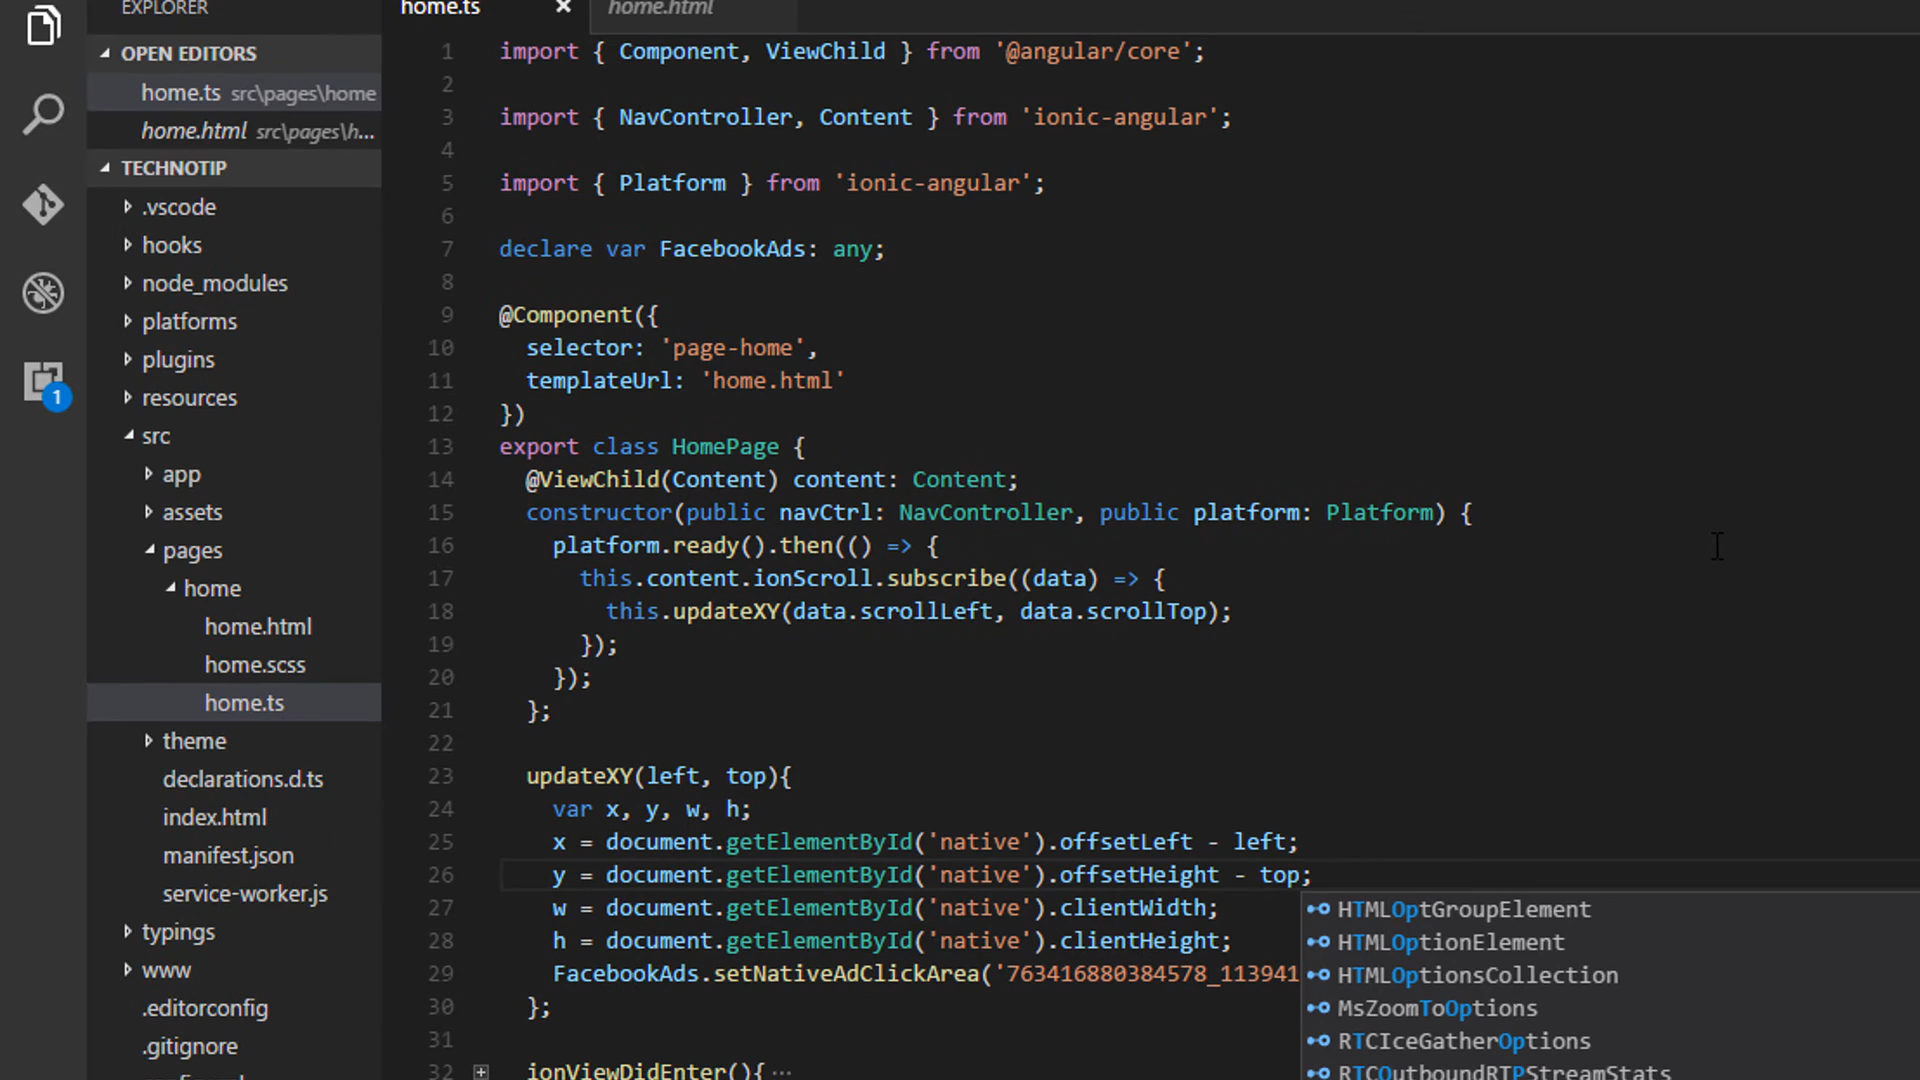 EXPLORER
OPEN EDITORS
home.ts src\pages\home
home.html src\pages\h...
TECHNOTIP
.vscode
hooks
node_modules
platforms
plugins
resources
src
app
assets
pages
home
home.html
home.scss
home.ts
theme
declarations.d.ts
index.html
manifest.json
service-worker.js
typings
www
.editorconfig
.gitignore
1
home.ts × home.html
1 import { Component, ViewChild } from '@angular/core';
2
3 import { NavController, Content } from 'ionic-angular';
4
5 import { Platform } from 'ionic-angular';
6
7 declare var FacebookAds: any;
8
9 @Component({
10 selector: 'page-home',
11 templateUrl: 'home.html'
12 })
13 export class HomePage {
14 @ViewChild(Content) content: Content;
15 constructor(public navCtrl: NavController, public platform: Platform) {
16 platform.ready().then(() => {
17 this.content.ionScroll.subscribe((data) => {
18 this.updateXY(data.scrollLeft, data.scrollTop);
19 });
20 });
21 };
22
23 updateXY(left, top){
24 var x, y, w, h;
25 x = document.getElementById('native').offsetLeft - left;
26 y = document.getElementById('native').offsetHeight - top;
27 w = document.getElementById('native').clientWidth;
28 h = document.getElementById('native').clientHeight;
29 FacebookAds.setNativeAdClickArea('763416880384578_113941
30 };
31
32 ionViewDidEnter(){ ...
HTMLOptGroupElement
HTMLOptionElement
HTMLOptionsCollection
MsZoomToOptions
RTCIceGatherOptions
RTCOutboundRTPStreamStats